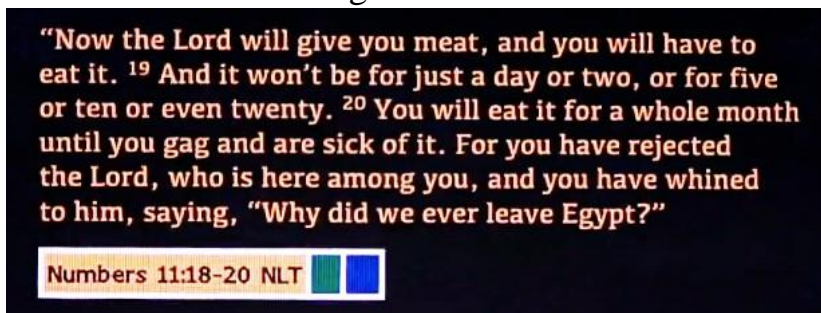 “Now the Lord will give you meat, and you will have to
eat it. 19 And it won’t be for just a day or two, or for five
or ten or even twenty. 20 You will eat it for a whole month
until you gag and are sick of it. For you have rejected
the Lord, who is here among you, and you have whined
to him, saying, “Why did we ever leave Egypt?”
Numbers 11:18-20 NLT